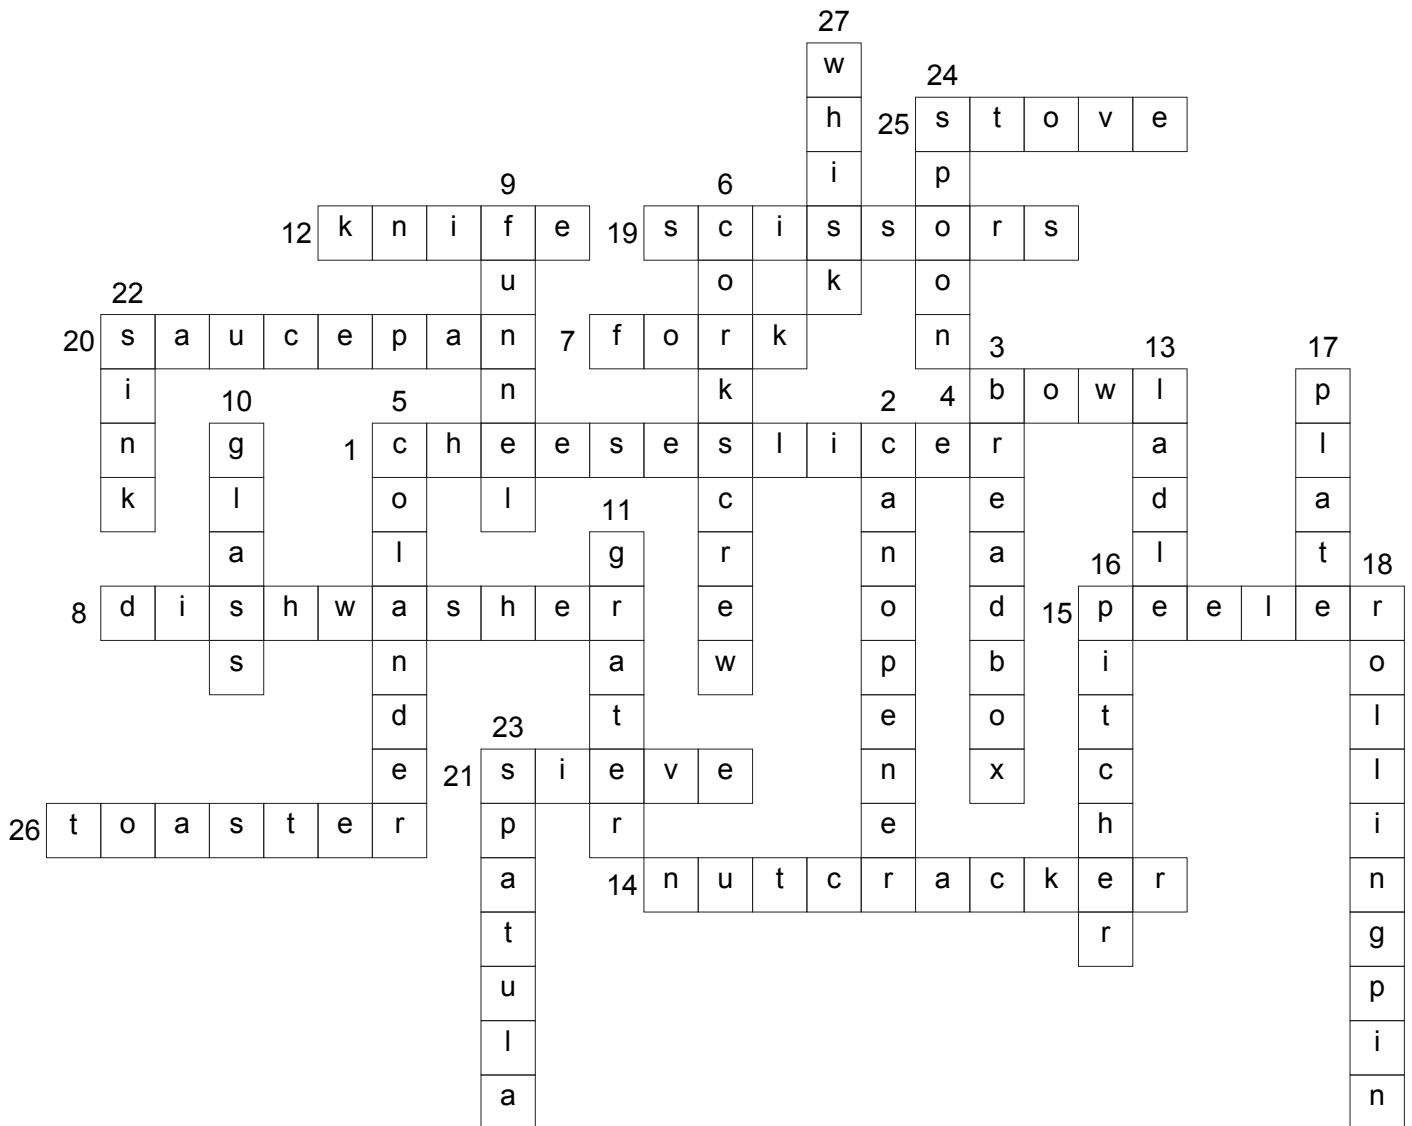 27
w
24
h 25 s t o v e
i p
9 6
12 k n i f e 19 s c i s s o r s
u o k o
22
20 s a u c e p a n 7 f o r k n
3 13 17
i n k b o w l p
10 5 2 4
n g 1 c h e e s e s l i c e r a l
k l o l c a e d a
11
a l g r n a l t
16 18
8 d i s h w a s h e r e o d 15 p e e l e r
s n a w p b i o
d t e o t l
23
e 21 s i e v e n x c l
26 t o a s t e r p r e h i
a 14 n u t c r a c k e r n
t r g
u p
l i
a n